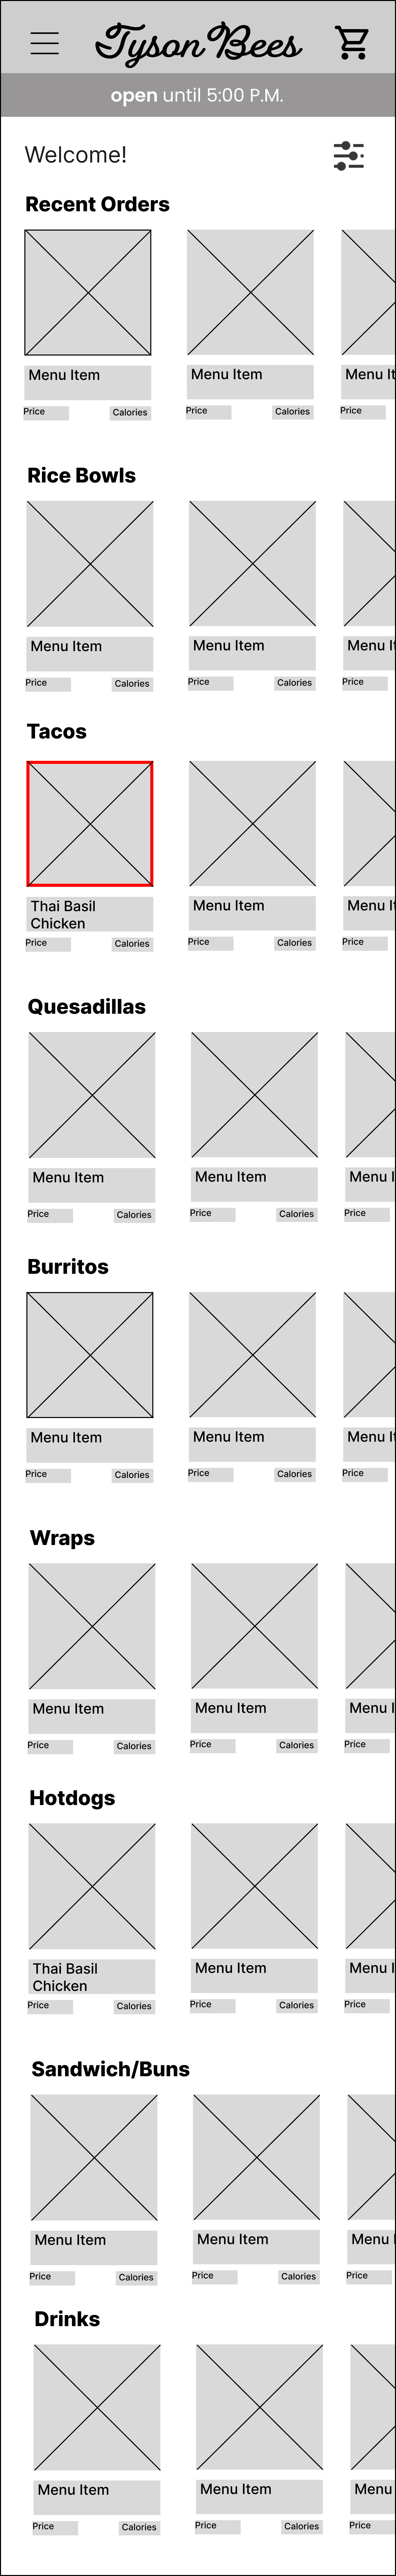 Tyson Bees
open until 5:00 P.M.
Welcome!
Recent Orders
Menu Item
Menu Item
Menu It
Price
Calories
Price
Calories
Price
Rice Bowls
Menu Item
Menu Item
Menu It
Price
Calories
Price
Calories
Price
Tacos
Thai Basil
Chicken
Menu Item
Menu It
Price
Calories
Price
Calories
Price
Quesadillas
Menu Item
Menu Item
Menu I
Price
Calories
Price
Calories
Price
Burritos
Menu Item
Menu Item
Menu It
Price
Calories
Price
Calories
Price
Wraps
Menu Item
Menu Item
Menu I
Price
Calories
Price
Calories
Price
Hotdogs
Thai Basil
Chicken
Menu Item
Menu I
Price
Calories
Price
Calories
Price
Sandwich/Buns
Menu Item
Menu Item
Menu I
Price
Calories
Price
Calories
Price
Drinks
Menu Item
Menu Item
Menu
Price
Calories
Price
Calories
Price